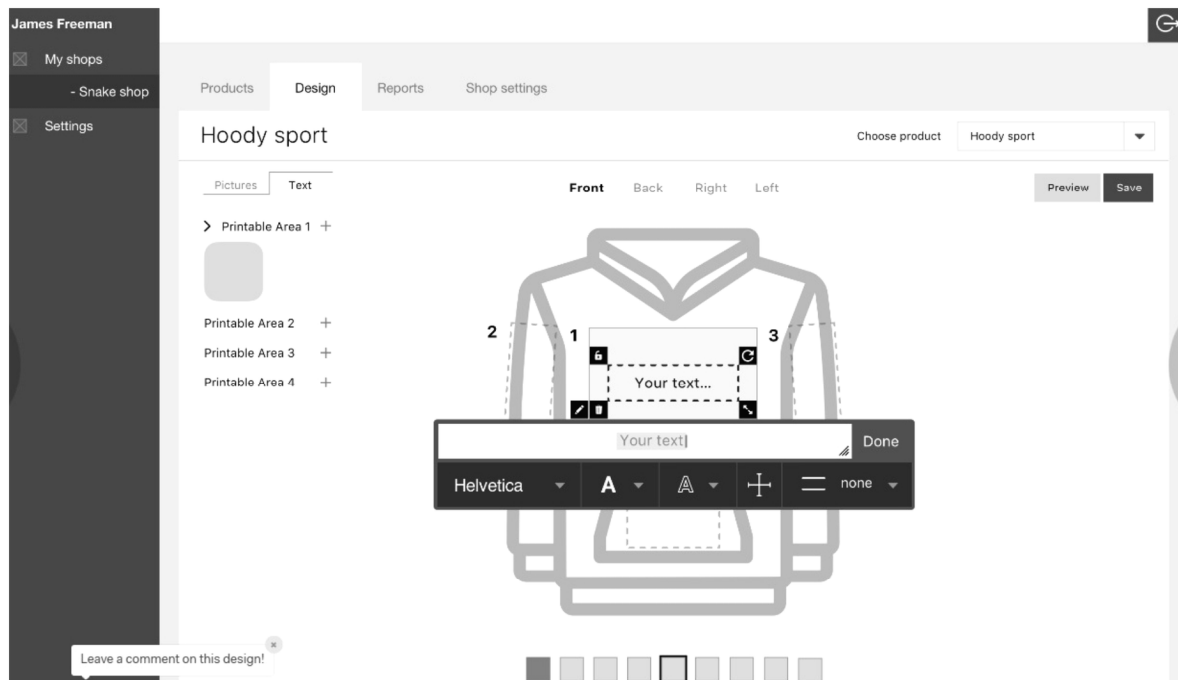 James Freeman
My shops
- Snake shop
Settings
Products Design Reports Shop settings
Hoody sport
Choose product Hoody sport
Pictures Text
Front Back Right Left
Preview Save
Printable Area 1
Printable Area 2
Printable Area 3
Printable Area 4
2 1 3
Your text...
Your text
Done
Helvetica A A none
Leave a comment on this design!